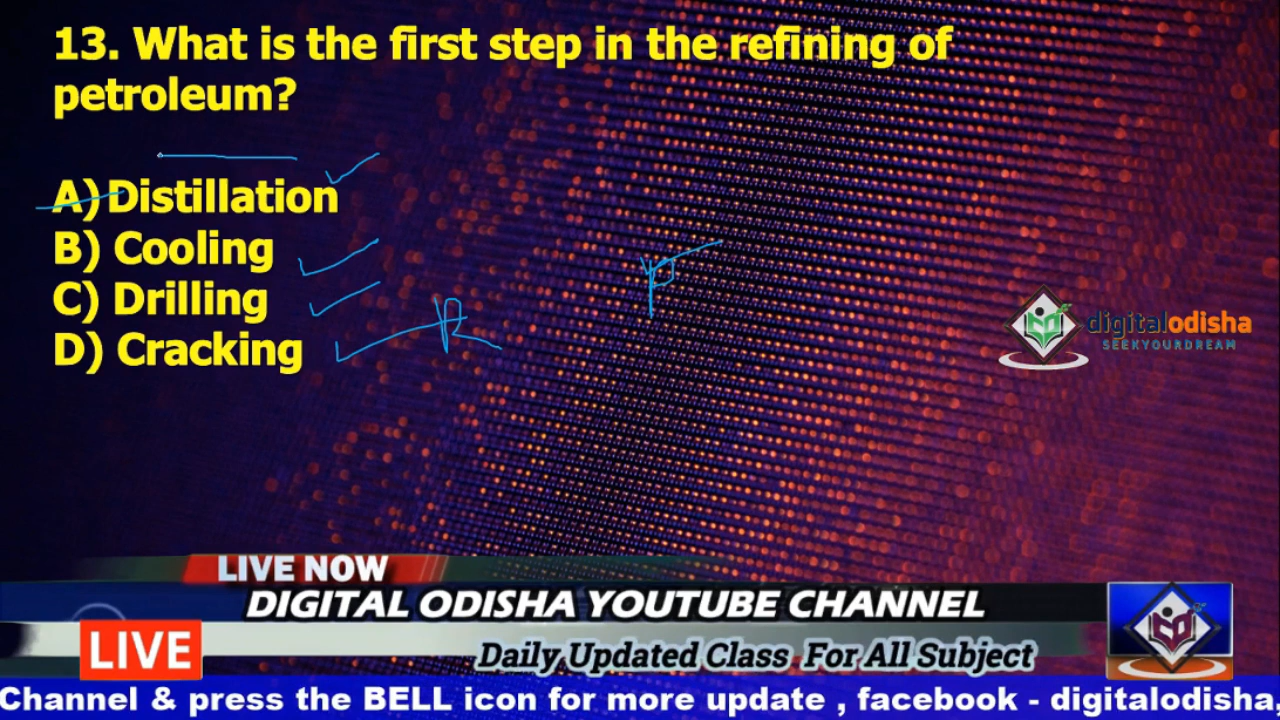 13. What is the first step in the refining of
petroleum?
A) Distillation
B) Cooling
C) Drilling
D) Cracking
R
P
digitalodisha
SEEKYOURDREAM
LIVE NOW
DIGITAL ODISHA YOUTUBE CHANNEL
LIVE
Daily Updated Class For All Subject
Channel & press the BELL icon for more update , facebook - digitalodisha,